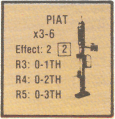 PIAT
x3-6
Effect: 2 2
R3: 0-1TH
R4: 0-2TH
R5: 0-3TH